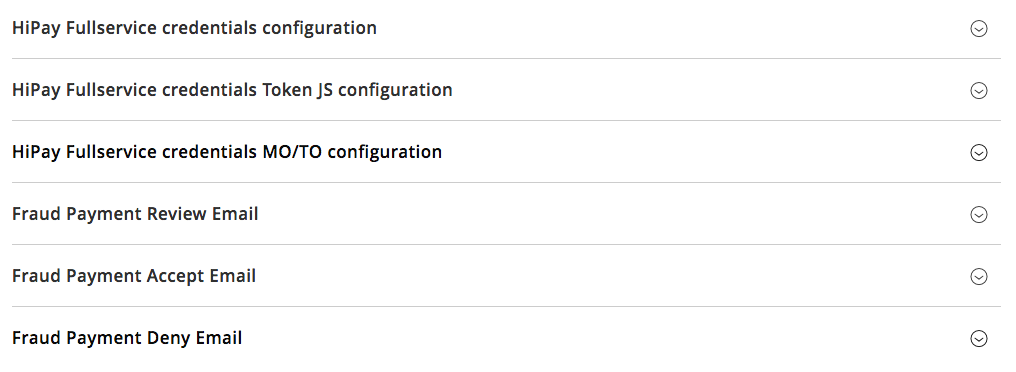 HiPay Fullservice credentials configuration
HiPay Fullservice credentials Token JS configuration
HiPay Fullservice credentials MO/TO configuration
Fraud Payment Review Email
Fraud Payment Accept Email
Fraud Payment Deny Email